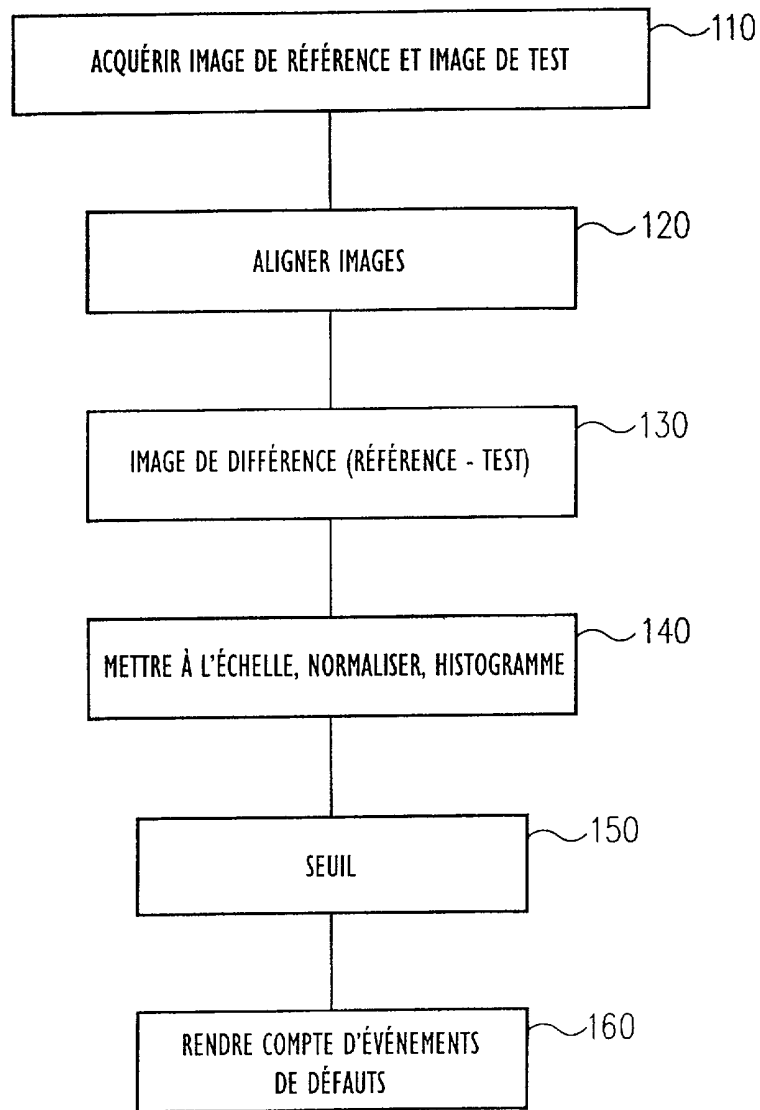 ACQUÉRIR IMAGE DE RÉFÉRENCE ET IMAGE DE TEST
110
ALIGNER IMAGES
120
IMAGE DE DIFFÉRENCE (RÉFÉRENCE - TEST)
130
METTRE À L'ÉCHELLE, NORMALISER, HISTOGRAMME
140
SEUIL
150
RENDRE COMPTE D'ÉVÉNEMENTS
DE DÉFAUTS
160